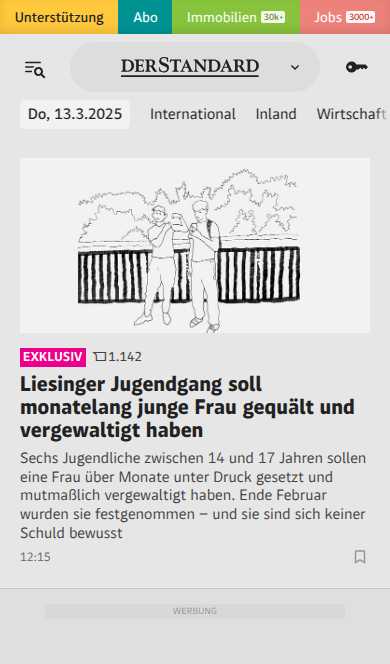 Unterstützung Abo Immobilien 30k+ Jobs 3000+
DERSTANDARD
Do, 13.3.2025 International Inland Wirtschaft
EXKLUSIV 1.142
Liesinger Jugendgang soll
monatelang junge Frau gequält und
vergewaltigt haben
Sechs Jugendliche zwischen 14 und 17 Jahren sollen
eine Frau über Monate unter Druck gesetzt und
mutmaßlich vergewaltigt haben. Ende Februar
wurden sie festgenommen – und sie sind sich keiner
Schuld bewusst
12:15
WERBUNG